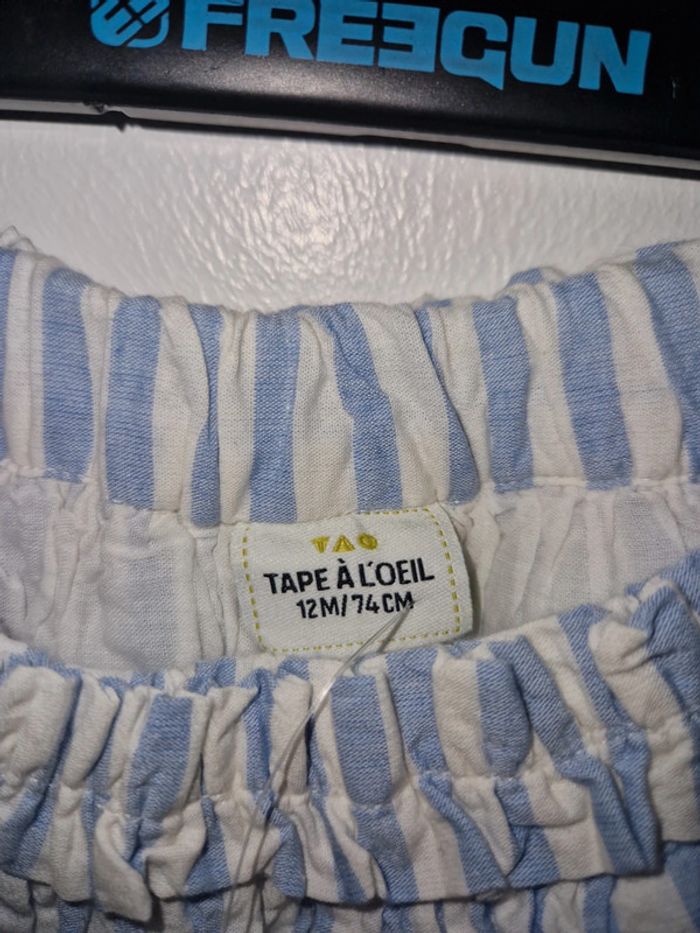 FREEGUN
TAO
TAPE À L'OEIL
12M/74CM